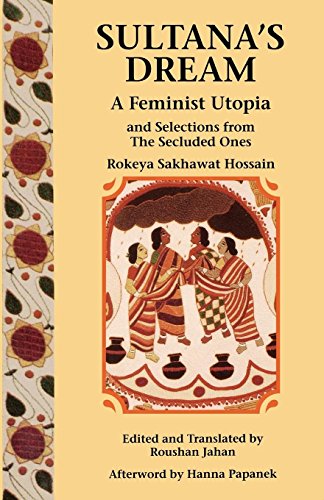 SULTANA'S
DREAM
A Feminist Utopia
and Selections from
The Secluded Ones
Rokeya Sakhawat Hossain
Edited and Translated by
Roushan Jahan
Afterword by Hanna Papanek